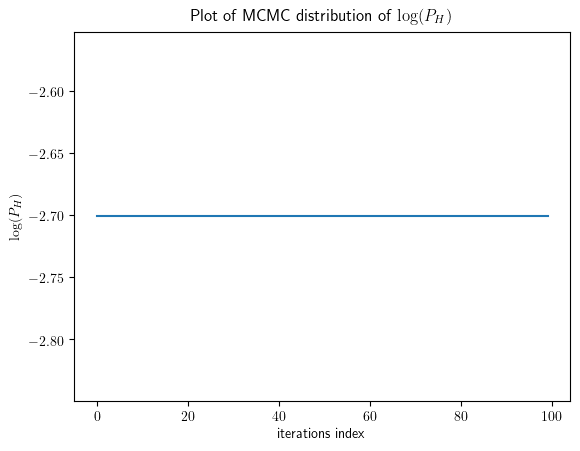 Plot of MCMC distribution of log(P_H)
−2.60
−2.65
−2.70
−2.75
−2.80
log(P_H)
0 20 40 60 80 100
iterations index